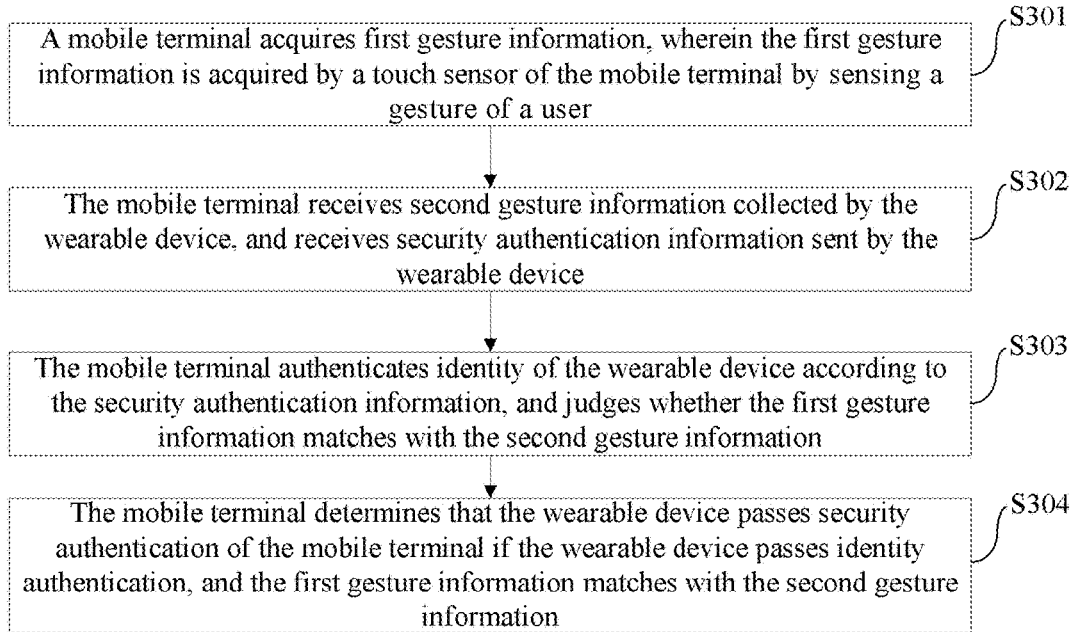 S301
A mobile terminal acquires first gesture information, wherein the first gesture
information is acquired by a touch sensor of the mobile terminal by sensing a
gesture of a user
S302
The mobile terminal receives second gesture information collected by the
wearable device, and receives security authentication information sent by the
wearable device
S303
The mobile terminal authenticates identity of the wearable device according to
the security authentication information, and judges whether the first gesture
information matches with the second gesture information
S304
The mobile terminal determines that the wearable device passes security
authentication of the mobile terminal if the wearable device passes identity
authentication, and the first gesture information matches with the second gesture
information